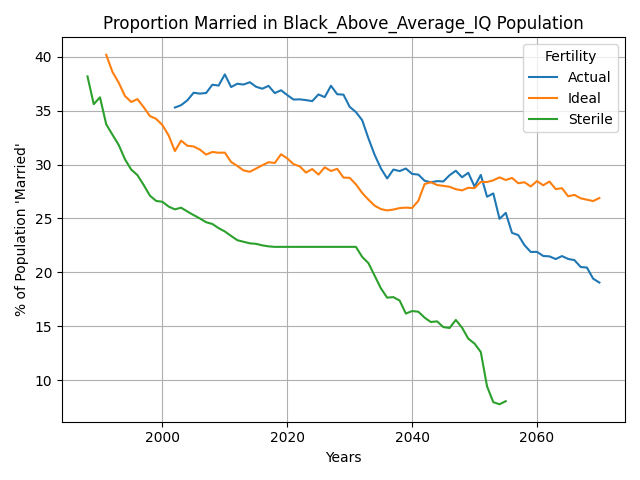 Proportion Married in Black_Above_Average_IQ Population
% of Population 'Married'
40
35
30
25
20
15
10
Fertility
Actual
Ideal
Sterile
2000 2020 2040 2060
Years